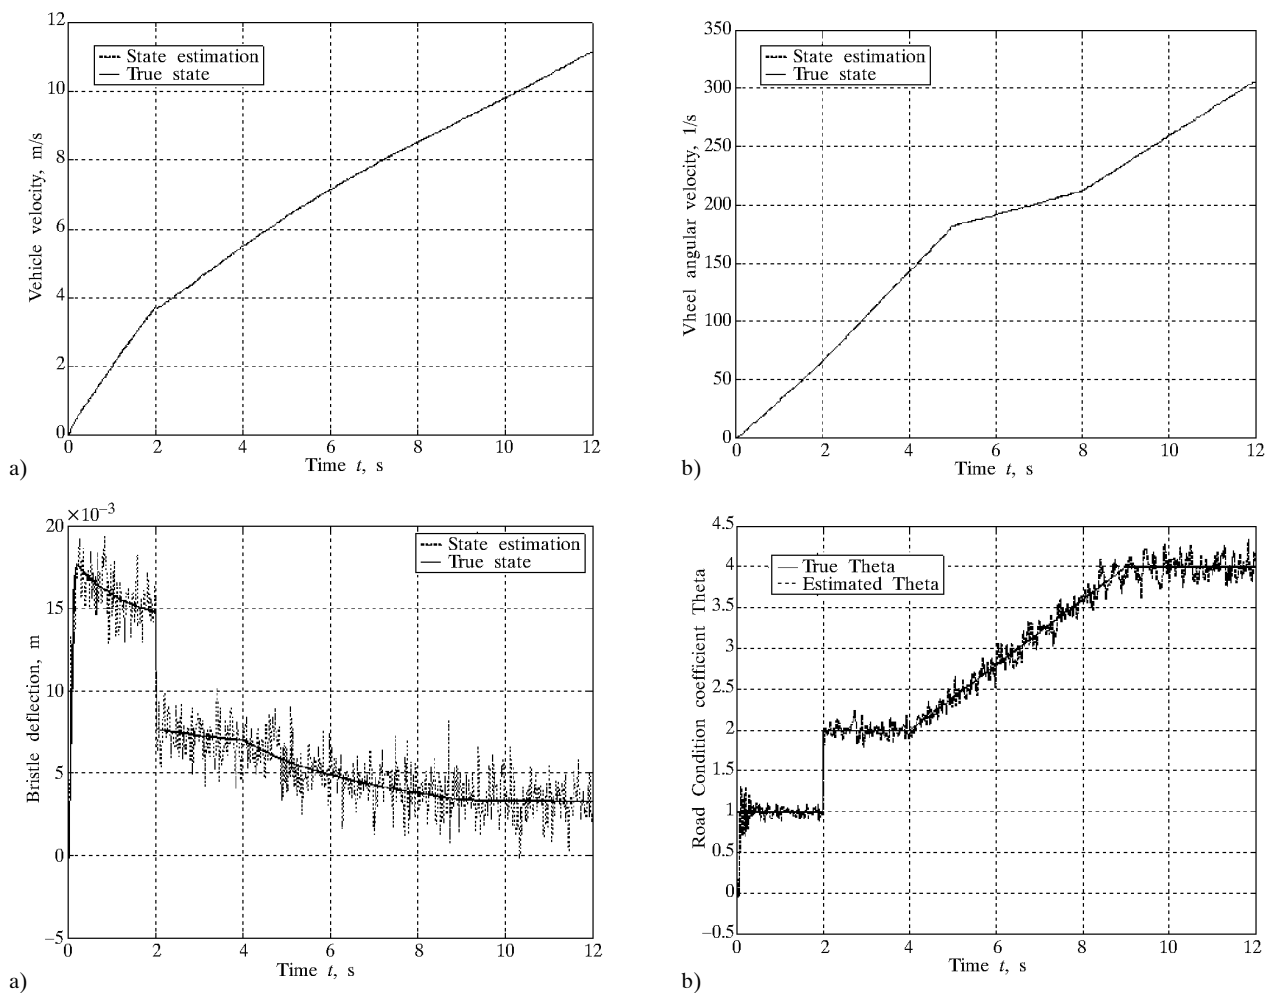 12
10
8
6
4
2
0
Vehicle velocity, m/s
State estimation
True state
0 2 4 6 8 10 12
Time t, s
a)
350
300
250
200
150
100
50
0
Vheel angular velocity, 1/s
State estimation
True state
0 2 4 6 8 10 12
Time t, s
b)
20 ×10⁻³
15
10
5
0
−5
Bristle deflection, m
State estimation
True state
0 2 4 6 8 10 12
Time t, s
a)
4.5
4
3.5
3
2.5
2
1.5
1
0.5
0
−0.5
Road Condition coefficient Theta
True Theta
Estimated Theta
0 2 4 6 8 10 12
Time t, s
b)